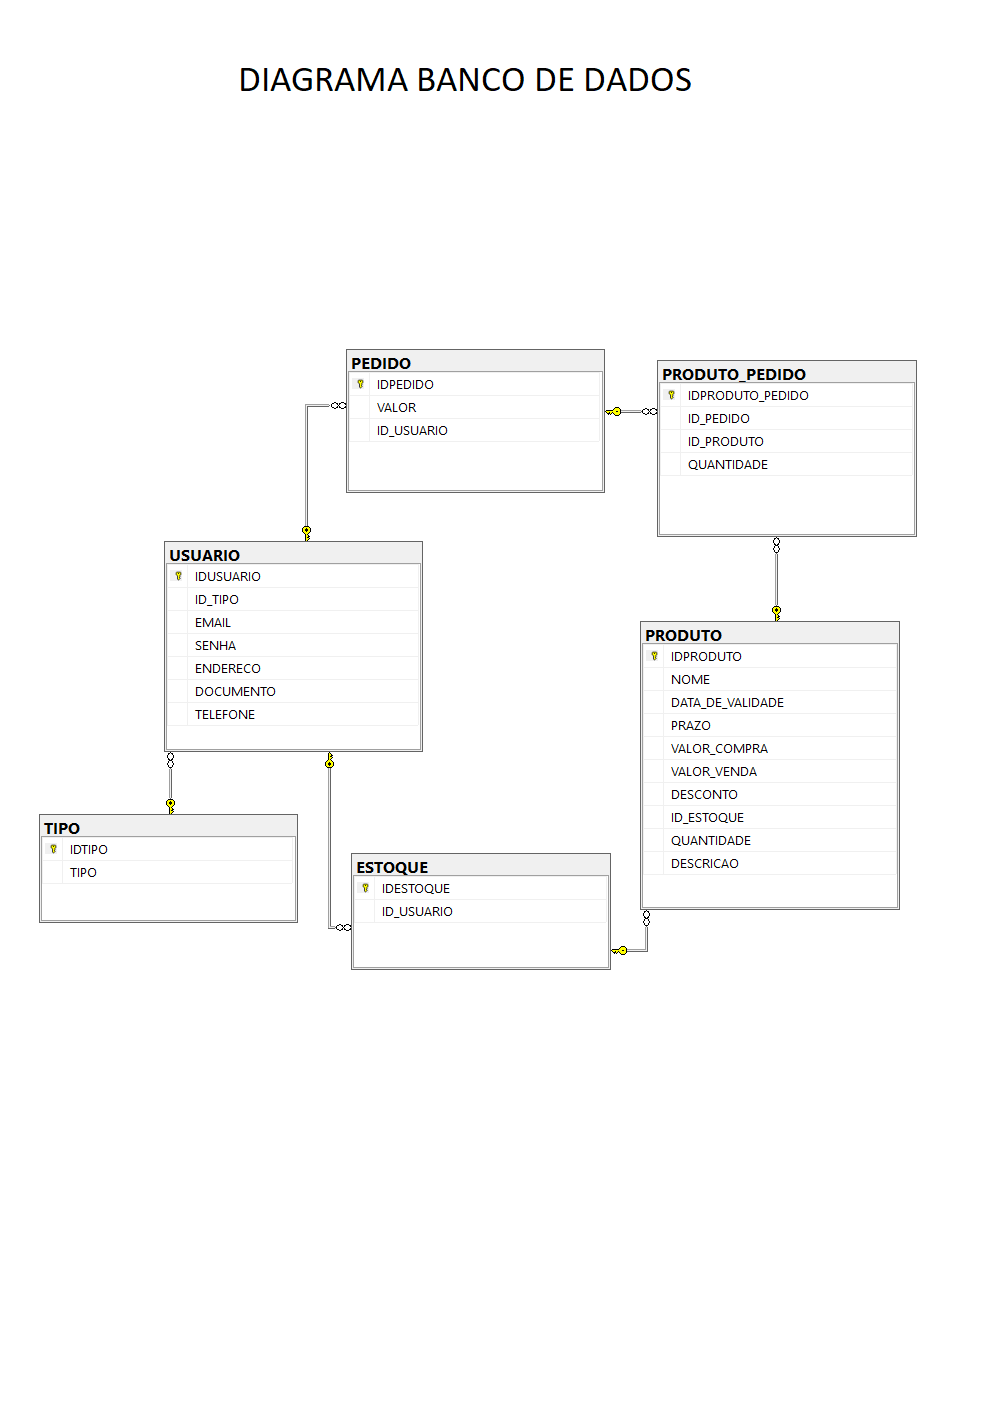 DIAGRAMA BANCO DE DADOS
PEDIDO
IDPEDIDO
VALOR
ID_USUARIO
PRODUTO_PEDIDO
IDPRODUTO_PEDIDO
ID_PEDIDO
ID_PRODUTO
QUANTIDADE
USUARIO
IDUSUARIO
ID_TIPO
EMAIL
SENHA
ENDERECO
DOCUMENTO
TELEFONE
PRODUTO
IDPRODUTO
NOME
DATA_DE_VALIDADE
PRAZO
VALOR_COMPRA
VALOR_VENDA
DESCONTO
ID_ESTOQUE
QUANTIDADE
DESCRICAO
TIPO
IDTIPO
TIPO
ESTOQUE
IDESTOQUE
ID_USUARIO